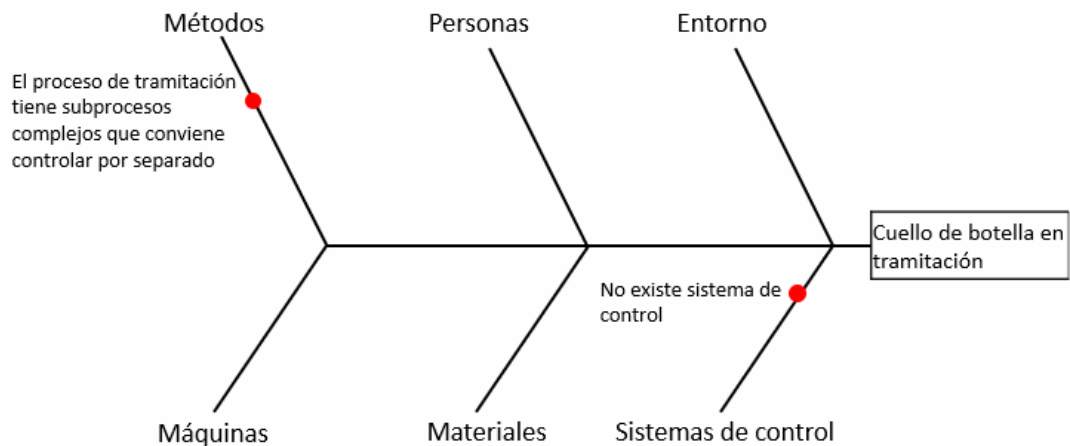 Métodos
Personas
Entorno
El proceso de tramitación
tiene subprocesos
complejos que conviene
controlar por separado
Cuello de botella en
tramitación
No existe sistema de
control
Máquinas
Materiales
Sistemas de control